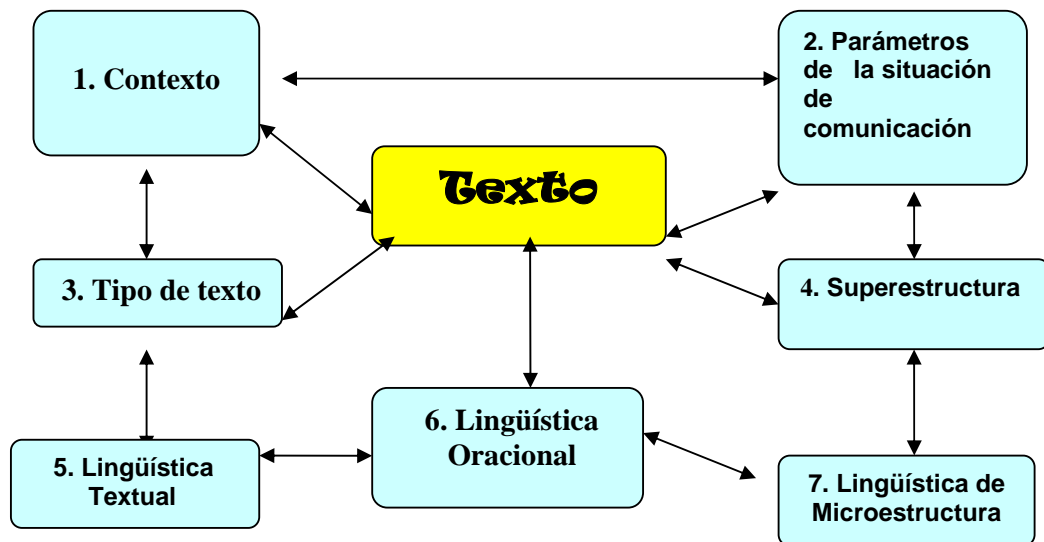 1. Contexto
2. Parámetros
de la situación
de
comunicación
Texto
3. Tipo de texto
4. Superestructura
6. Lingüística
Oracional
5. Lingüística
Textual
7. Lingüística de
Microestructura